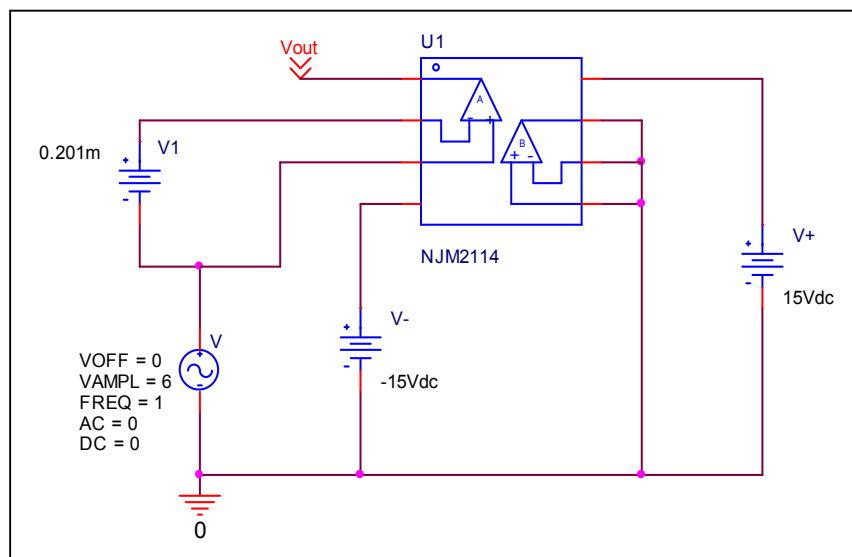 U1
Vout
A
- +
B
+ -
+
V1
0.201m
-
NJM2114
+
V+
-
15Vdc
+
V-
-
-15Vdc
V
+
-
VOFF = 0
VAMPL = 6
FREQ = 1
AC = 0
DC = 0
0